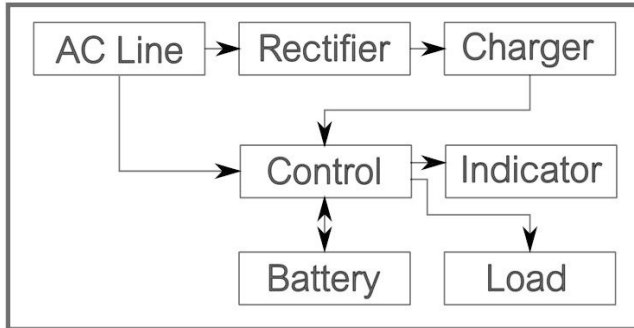 AC Line
Rectifier
Charger
Control
Indicator
Battery
Load